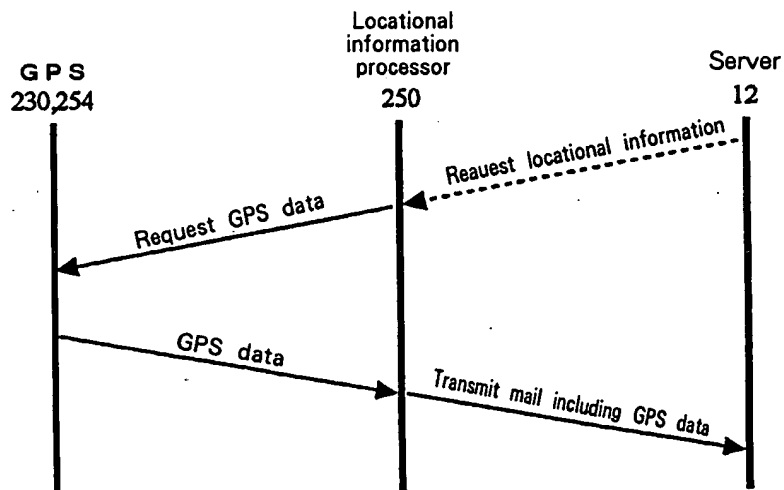 GPS
230,254
Locational
information
processor
250
Server
12
Reauest locational information
Request GPS data
GPS data
Transmit mail including GPS data